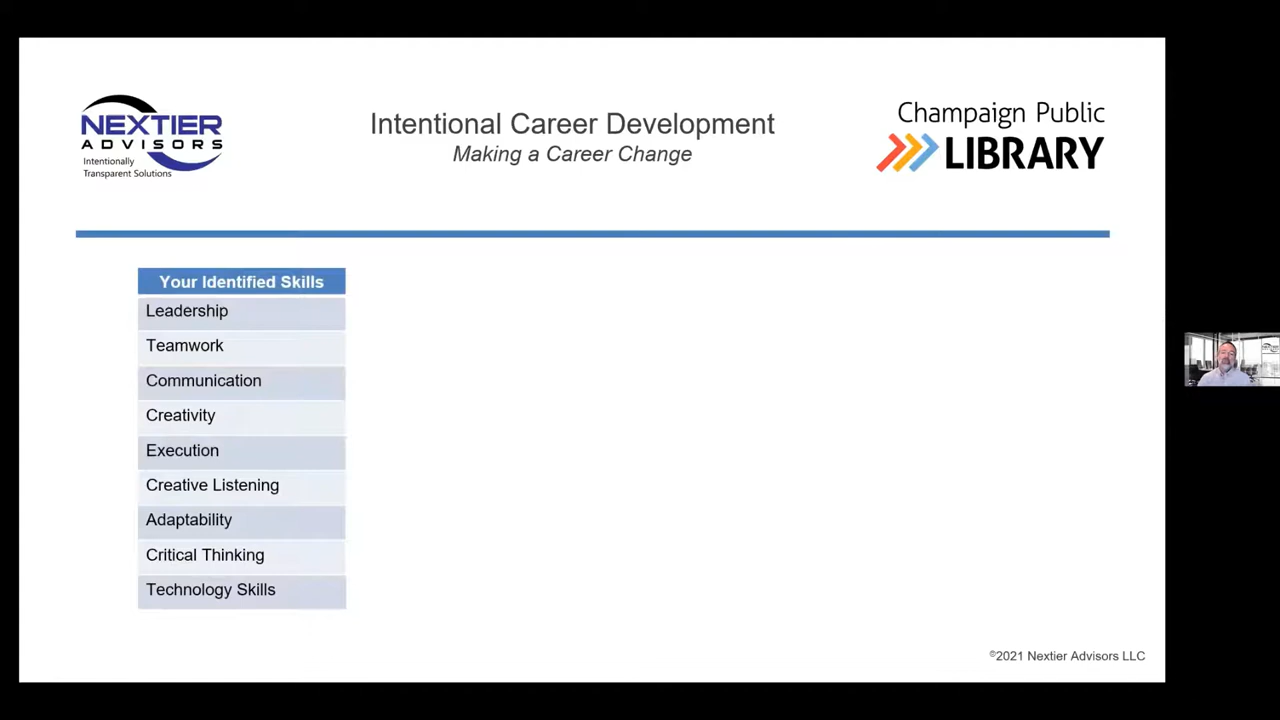 NEXTIER
ADVISORS
Intentionally
Transparent Solutions
Intentional Career Development
Making a Career Change
Champaign Public
LIBRARY
Your Identified Skills
Leadership
Teamwork
Communication
Creativity
Execution
Creative Listening
Adaptability
Critical Thinking
Technology Skills
©2021 Nextier Advisors LLC
NEXTIER